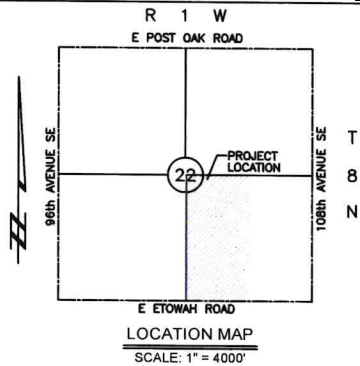 R 1 W
E POST OAK ROAD
96th AVENUE SE
PROJECT
LOCATION
22
108th AVENUE SE
T
8
N
E ETOWAH ROAD
LOCATION MAP
SCALE: 1" = 4000'